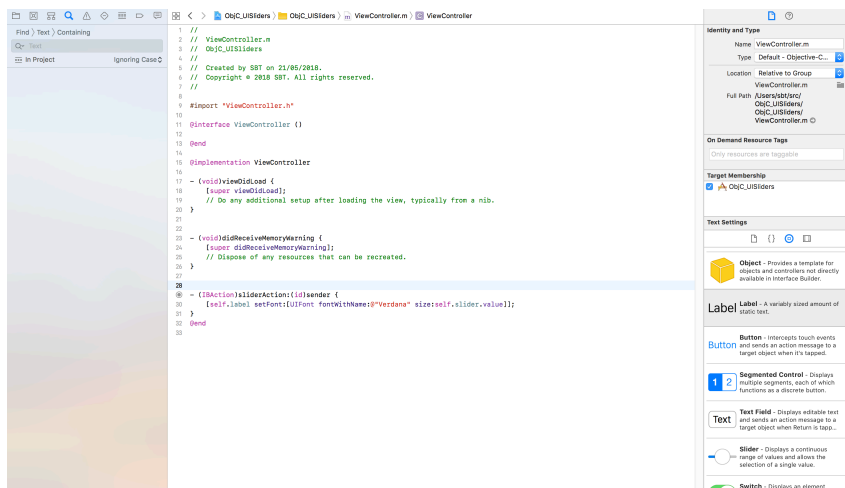 ObjC_UISliders ObjC_UISliders ViewController.m ViewController
Find Text Containing
Text
In Project Ignoring Case
1 //
2 // ViewController.m
3 // ObjC_UISliders
4 //
5 // Created by SBT on 21/05/2018.
6 // Copyright © 2018 SBT. All rights reserved.
7 //
8
9 #import "ViewController.h"
10
11 @interface ViewController ()
12
13 @end
14
15 @implementation ViewController
16
17 - (void)viewDidLoad {
18 [super viewDidLoad];
19 // Do any additional setup after loading the view, typically from a nib.
20 }
21
22
23 - (void)didReceiveMemoryWarning {
24 [super didReceiveMemoryWarning];
25 // Dispose of any resources that can be recreated.
26 }
27
28
- (IBAction)sliderAction:(id)sender {
30 [self.label setFont:[UIFont fontWithName:@"Verdana" size:self.slider.value]];
31 }
32 @end
33
Identity and Type
Name ViewController.m
Type Default - Objective-C...
Location Relative to Group
ViewController.m
Full Path /Users/sbt/src/
ObjC_UISliders/
ObjC_UISliders/
ViewController.m
On Demand Resource Tags
Only resources are taggable
Target Membership
ObjC_UISliders
Text Settings
{}
Object - Provides a template for
objects and controllers not directly
available in Interface Builder.
Label
Label - A variably sized amount of
static text.
Button
Button - Intercepts touch events
and sends an action message to a
target object when it's tapped.
1 2
Segmented Control - Displays
multiple segments, each of which
functions as a discrete button.
Text
Text Field - Displays editable text
and sends an action message to a
target object when Return is tapp...
Slider - Displays a continuous
range of values and allows the
selection of a single value.
Switch - Displays an element